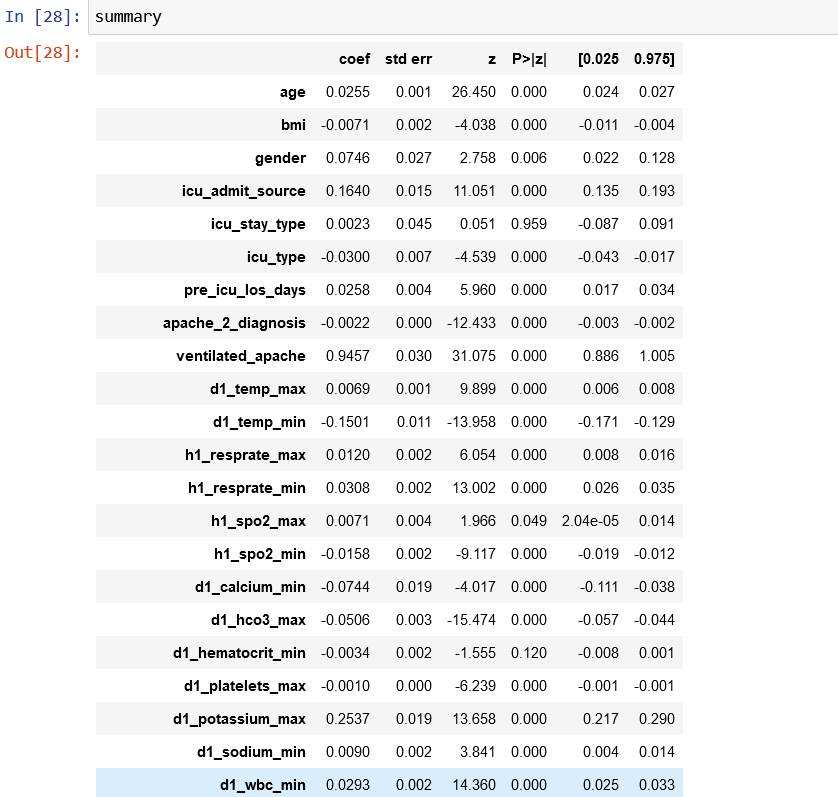 In [28]: summary
Out[28]:
coef std err z P>|z| [0.025 0.975]
age 0.0255 0.001 26.450 0.000 0.024 0.027
bmi -0.0071 0.002 -4.038 0.000 -0.011 -0.004
gender 0.0746 0.027 2.758 0.006 0.022 0.128
icu_admit_source 0.1640 0.015 11.051 0.000 0.135 0.193
icu_stay_type 0.0023 0.045 0.051 0.959 -0.087 0.091
icu_type -0.0300 0.007 -4.539 0.000 -0.043 -0.017
pre_icu_los_days 0.0258 0.004 5.960 0.000 0.017 0.034
apache_2_diagnosis -0.0022 0.000 -12.433 0.000 -0.003 -0.002
ventilated_apache 0.9457 0.030 31.075 0.000 0.886 1.005
d1_temp_max 0.0069 0.001 9.899 0.000 0.006 0.008
d1_temp_min -0.1501 0.011 -13.958 0.000 -0.171 -0.129
h1_resprate_max 0.0120 0.002 6.054 0.000 0.008 0.016
h1_resprate_min 0.0308 0.002 13.002 0.000 0.026 0.035
h1_spo2_max 0.0071 0.004 1.966 0.049 2.04e-05 0.014
h1_spo2_min -0.0158 0.002 -9.117 0.000 -0.019 -0.012
d1_calcium_min -0.0744 0.019 -4.017 0.000 -0.111 -0.038
d1_hco3_max -0.0506 0.003 -15.474 0.000 -0.057 -0.044
d1_hematocrit_min -0.0034 0.002 -1.555 0.120 -0.008 0.001
d1_platelets_max -0.0010 0.000 -6.239 0.000 -0.001 -0.001
d1_potassium_max 0.2537 0.019 13.658 0.000 0.217 0.290
d1_sodium_min 0.0090 0.002 3.841 0.000 0.004 0.014
d1_wbc_min 0.0293 0.002 14.360 0.000 0.025 0.033